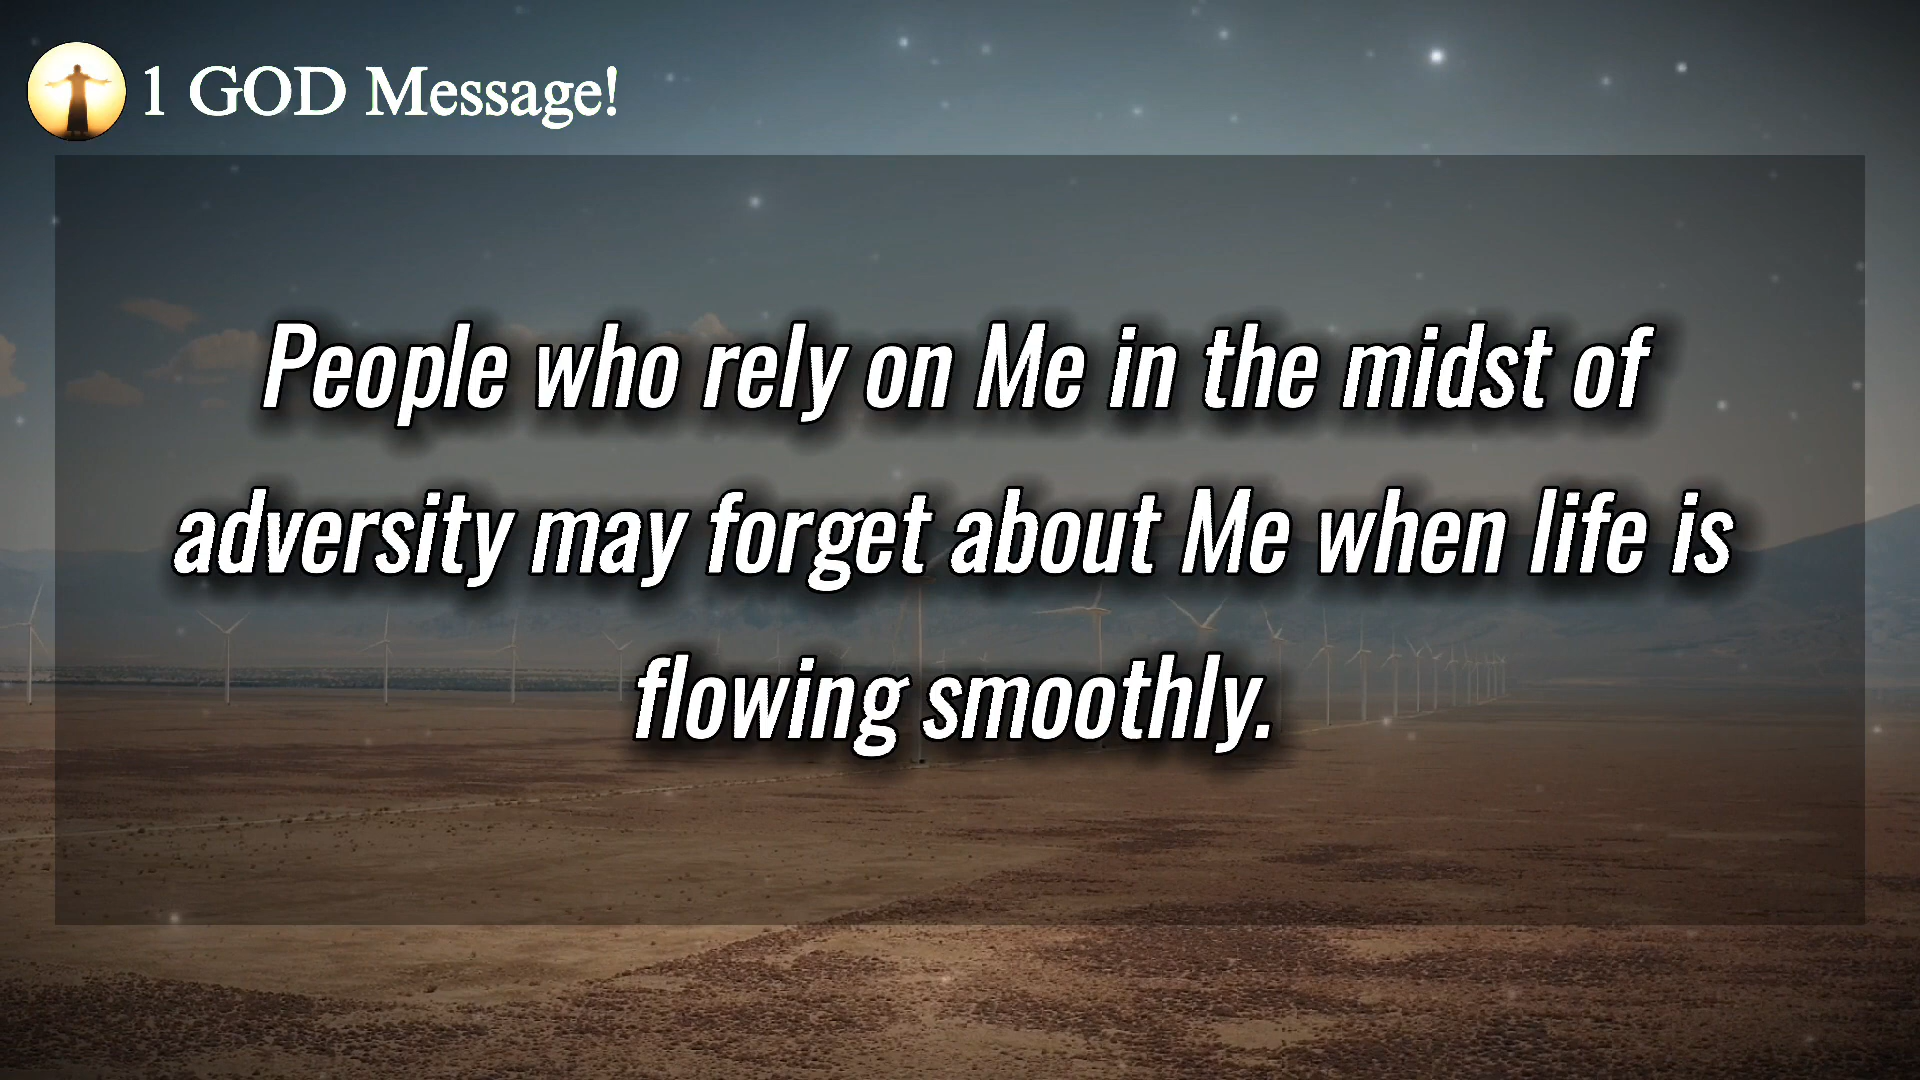 1 GOD Message!
People who rely on Me in the midst of
adversity may forget about Me when life is
flowing smoothly.